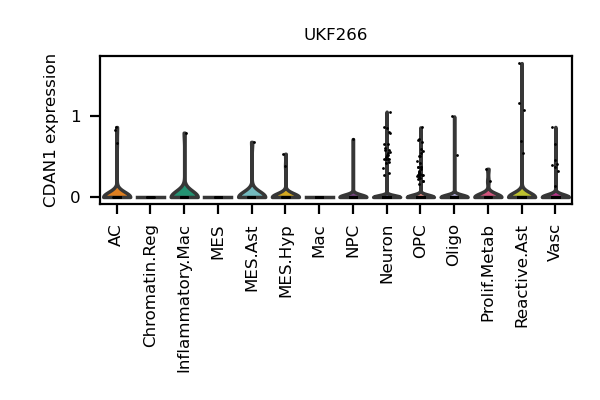 UKF266
CDAN1 expression
1
0
AC
Chromatin.Reg
Inflammatory.Mac
MES
MES.Ast
MES.Hyp
Mac
NPC
Neuron
OPC
Oligo
Prolif.Metab
Reactive.Ast
Vasc